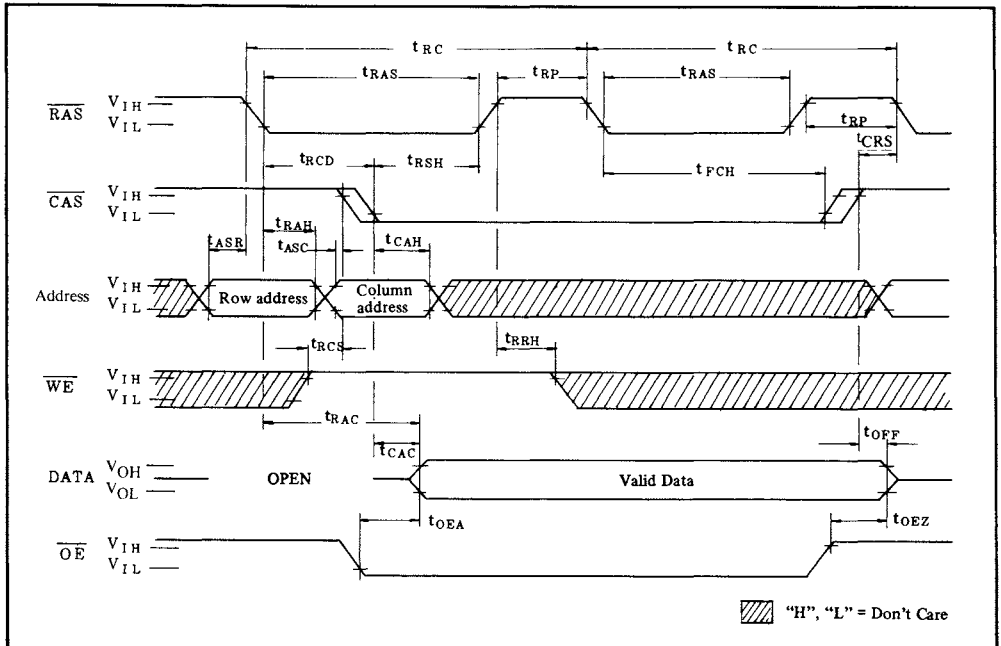 tRC tRC
tRAS tRP tRAS
RAS VIH
VIL
tRP
tCRS
tRCD tRSH
tFCH
CAS VIH
VIL
tRAH
tASR tASC tCAH
Address VIH
VIL
Row address Column
address
tRCS tRRH
WE VIH
VIL
tRAC
tCAC tOFF
DATA VOH
VOL
OPEN Valid Data
tOEA tOEZ
OE VIH
VIL
"H", "L" = Don't Care